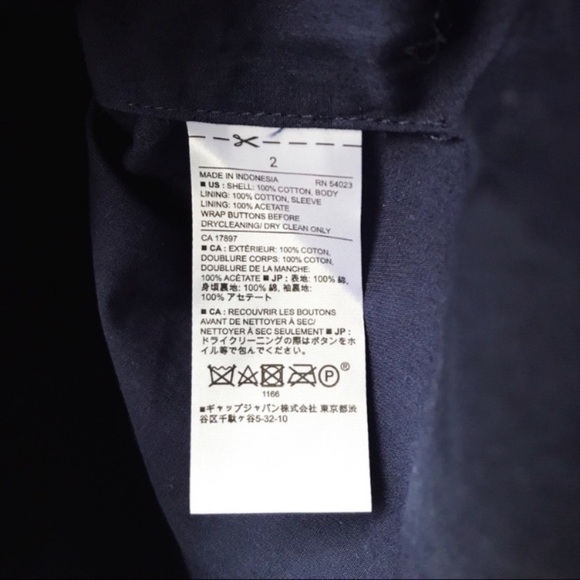 2
MADE IN INDONESIA RN 54023
■ US : SHELL: 100% COTTON, BODY
LINING: 100% COTTON, SLEEVE
LINING: 100% ACETATE
WRAP BUTTONS BEFORE
DRYCLEANING/ DRY CLEAN ONLY
CA 17897
■ CA : EXTÉRIEUR: 100% COTON,
DOUBLURE CORPS: 100% COTON,
DOUBLURE DE LA MANCHE:
100% ACÉTATE ■ JP : 表地: 100% 綿,
身頃裏地: 100% 綿, 袖裏地:
100% アセテート
■ CA : RECOUVRIR LES BOUTONS
AVANT DE NETTOYER À SEC/
NETTOYER À SEC SEULEMENT ■ JP :
ドライクリーニングの際はボタンをホ
イル等で包んでください。
P®
1166
■ギャップジャパン株式会社 東京都渋
谷区千駄ヶ谷5-32-10